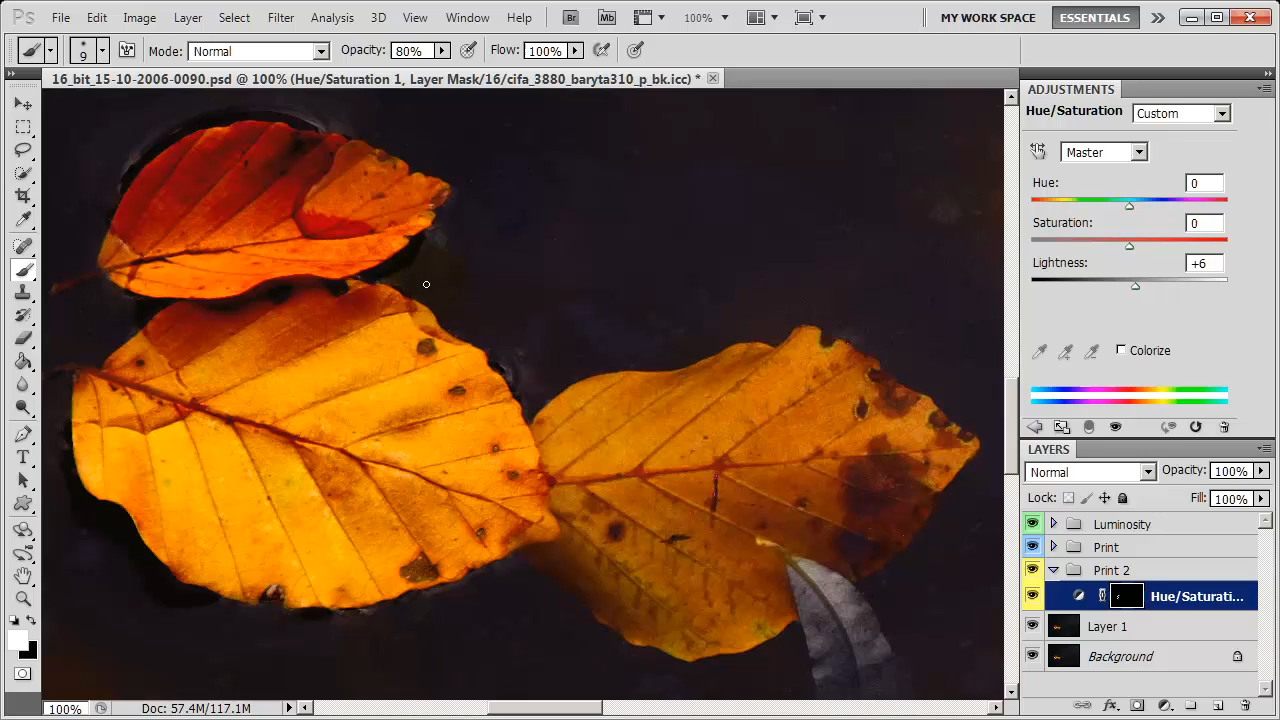 Ps File Edit Image Layer Select Filter Analysis 3D View Window Help Br Mb 100% MY WORK SPACE ESSENTIALS
9 Mode: Normal Opacity: 80% Flow: 100%
16_bit_15-10-2006-0090.psd @ 100% (Hue/Saturation 1, Layer Mask/16/cifa_3880_baryta310_p_bk.icc) *
ADJUSTMENTS
Hue/Saturation Custom
Master
Hue: 0
Saturation: 0
Lightness: +6
Colorize
LAYERS
Normal Opacity: 100%
Lock: Fill: 100%
Luminosity
Print
Print 2
Hue/Saturati...
Layer 1
Background
T
fx
100% Doc: 57.4M/117.1M